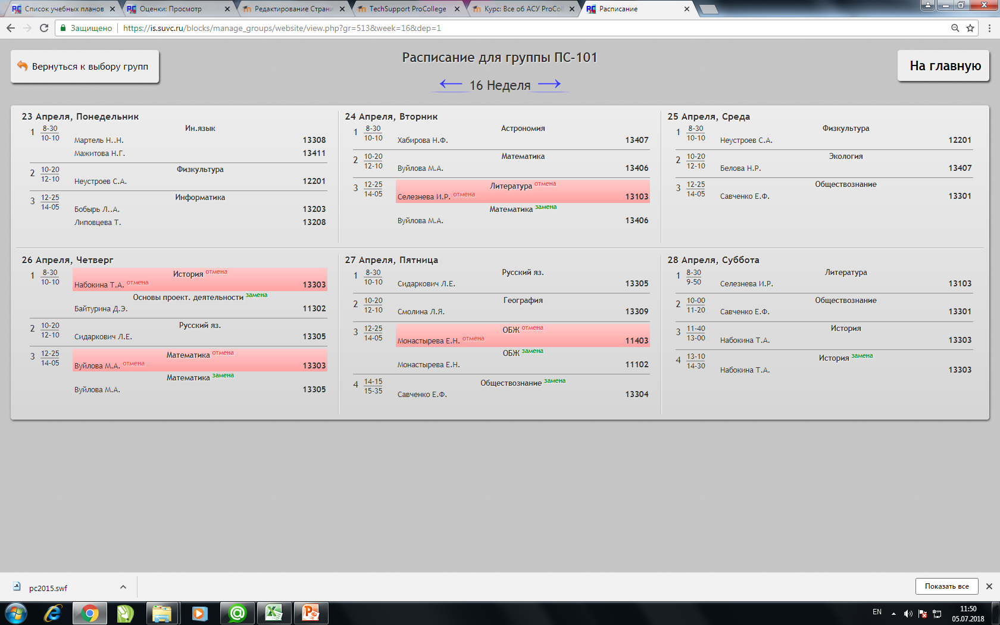 Список учебных планов
Оценки: Просмотр
Редактирование Страни
TechSupport ProCollege
Курс: Все об АСУ ProCol
Расписание
Защищено
https://is.suvc.ru/blocks/manage_groups/website/view.php?gr=513&week=16&dep=1
Вернуться к выбору групп
Расписание для группы ПС-101
На главную
16 Неделя
23 Апреля, Понедельник
1 8-30 10-10 Ин.язык
Мартель Н..Н. 13308
Мажитова Н.Г. 13411
2 10-20 12-10 Физкультура
Неустроев С.А. 12201
3 12-25 14-05 Информатика
Бобырь Л..А. 13203
Липовцева Т. 13208
24 Апреля, Вторник
1 8-30 10-10 Астрономия
Хабирова Н.Ф. 13407
2 10-20 12-10 Математика
Вуйлова М.А. 13406
3 12-25 14-05 Литература отмена
Селезнева И.Р. отмена 13103
Математика замена
Вуйлова М.А. 13406
25 Апреля, Среда
1 8-30 10-10 Физкультура
Неустроев С.А. 12201
2 10-20 12-10 Экология
Белова Н.Р. 13407
3 12-25 14-05 Обществознание
Савченко Е.Ф. 13301
26 Апреля, Четверг
1 8-30 10-10 История отмена
Набокина Т.А. отмена 13303
Основы проект. деятельности замена
Байтурина Д.Э. 11302
2 10-20 12-10 Русский яз.
Сидаркович Л.Е. 13305
3 12-25 14-05 Математика отмена
Вуйлова М.А. отмена 13303
Математика замена
Вуйлова М.А. 13305
27 Апреля, Пятница
1 8-30 10-10 Русский яз.
Сидаркович Л.Е. 13305
2 10-20 12-10 География
Смолина Л.Я. 13309
3 12-25 14-05 ОБЖ отмена
Монастырева Е.Н. отмена 11403
ОБЖ замена
Монастырева Е.Н. 11102
4 14-15 15-35 Обществознание замена
Савченко Е.Ф. 13304
28 Апреля, Суббота
1 8-30 9-50 Литература
Селезнева И.Р. 13103
2 10-00 11-20 Обществознание
Савченко Е.Ф. 13301
3 11-40 13-00 История
Набокина Т.А. 13303
4 13-10 14-30 История замена
Набокина Т.А. 13303
pc2015.swf
Показать все
EN
11:50
05.07.2018